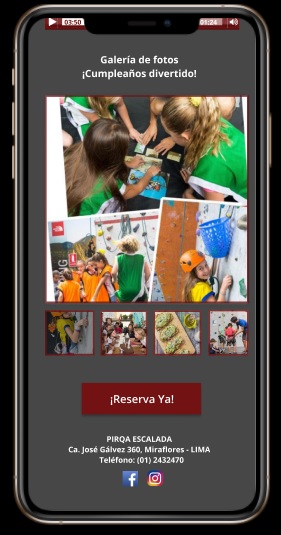 03:50
01:24
Galería de fotos
¡Cumpleaños divertido!
¡Reserva Ya!
PIRQA ESCALADA
Ca. José Gálvez 360, Miraflores - LIMA
Teléfono: (01) 2432470